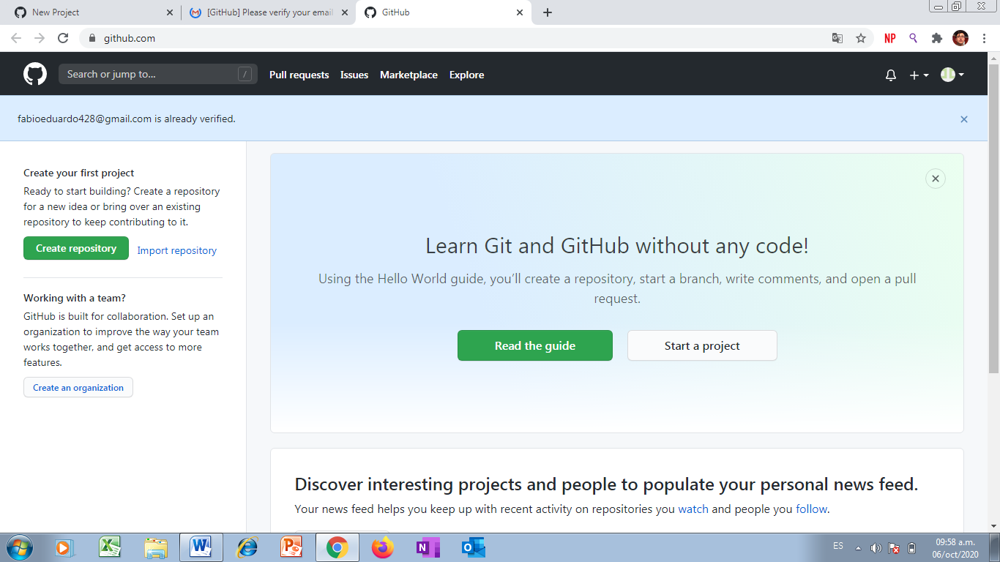 New Project
[GitHub] Please verify your email
GitHub
github.com
NP
Search or jump to...
/
Pull requests
Issues
Marketplace
Explore
fabioeduardo428@gmail.com is already verified.
Create your first project
Ready to start building? Create a repository
for a new idea or bring over an existing
repository to keep contributing to it.
Create repository
Import repository
Working with a team?
GitHub is built for collaboration. Set up an
organization to improve the way your team
works together, and get access to more
features.
Create an organization
Learn Git and GitHub without any code!
Using the Hello World guide, you’ll create a repository, start a branch, write comments, and open a pull
request.
Read the guide
Start a project
Discover interesting projects and people to populate your personal news feed.
Your news feed helps you keep up with recent activity on repositories you watch and people you follow.
ES
09:58 a.m.
06/oct/2020